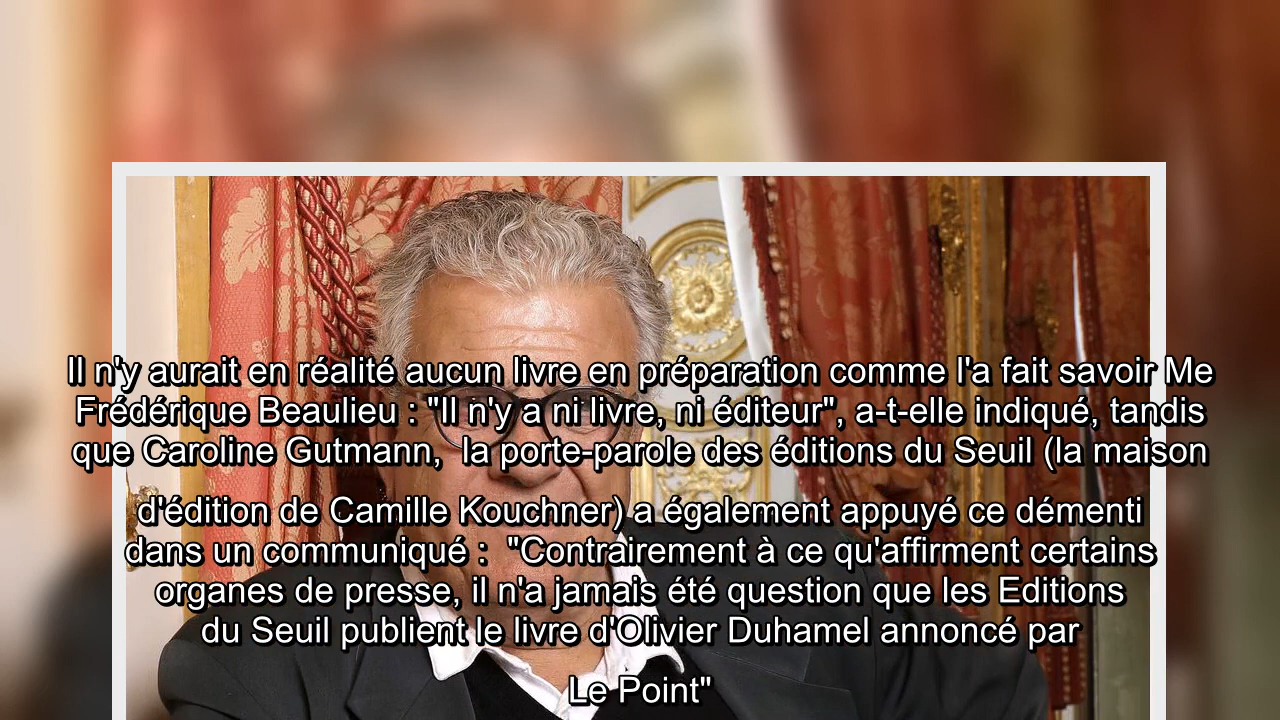 Il n'y aurait en réalité aucun livre en préparation comme l'a fait savoir Me
Frédérique Beaulieu : "Il n'y a ni livre, ni éditeur", a-t-elle indiqué, tandis
que Caroline Gutmann,  la porte-parole des éditions du Seuil (la maison
d'édition de Camille Kouchner) a également appuyé ce démenti
dans un communiqué :  "Contrairement à ce qu'affirment certains
organes de presse, il n'a jamais été question que les Editions
du Seuil publient le livre d'Olivier Duhamel annoncé par
Le Point"